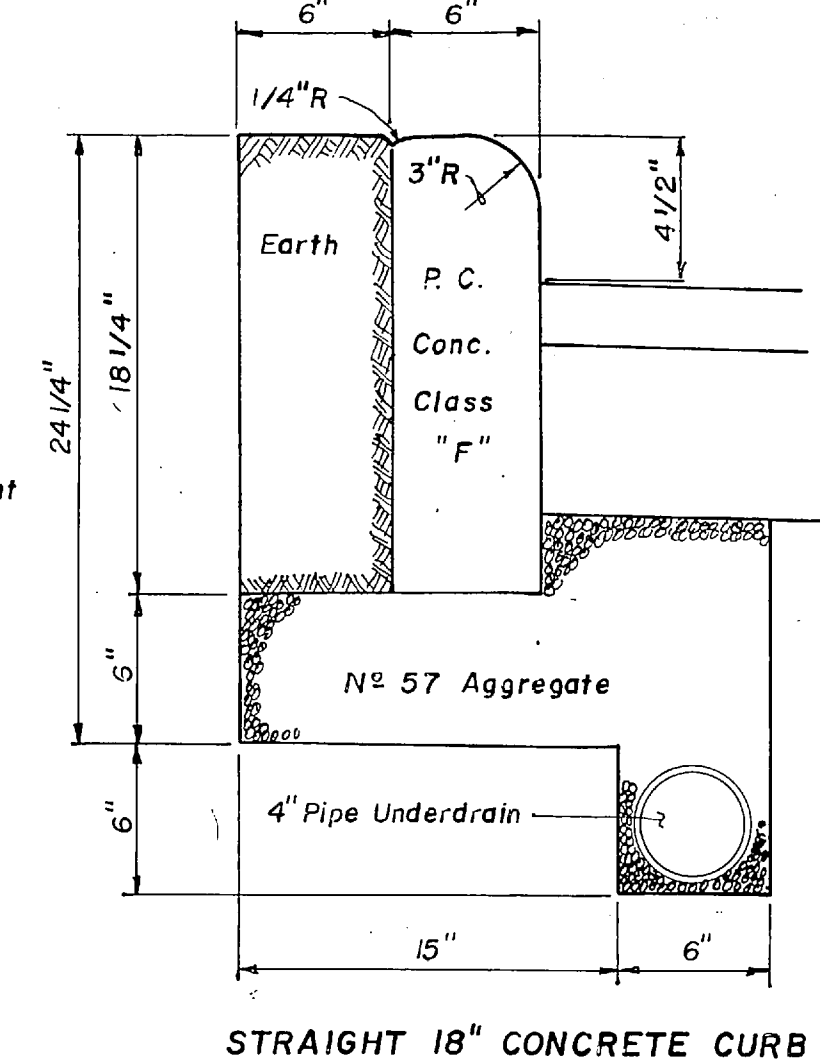 6" 6"
1/4"R
3"R
4 1/2"
Earth
P. C.
Conc.
Class
"F"
24 1/4"
18 1/4"
6"
Nº 57 Aggregate
6"
4" Pipe Underdrain
15" 6"
STRAIGHT 18" CONCRETE CURB